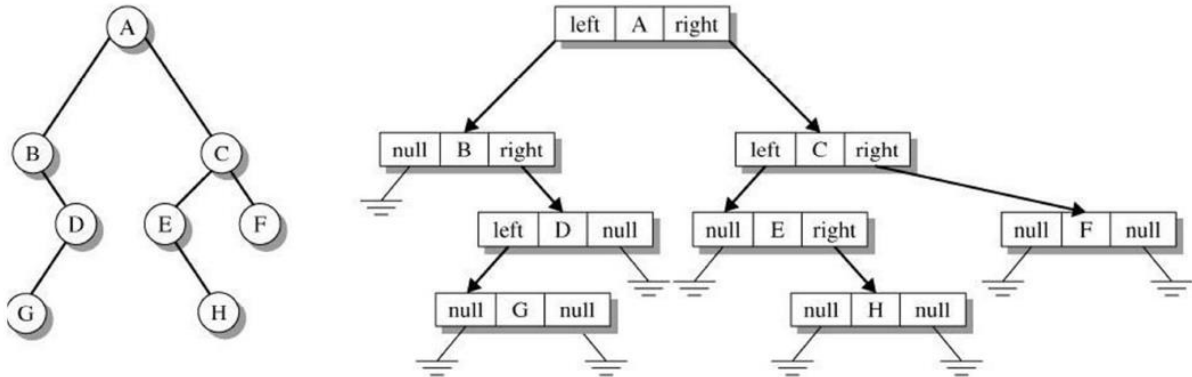 A
B C
D E F
G H
left A right
null B right left C right
left D null null E right null F null
null G null null H null